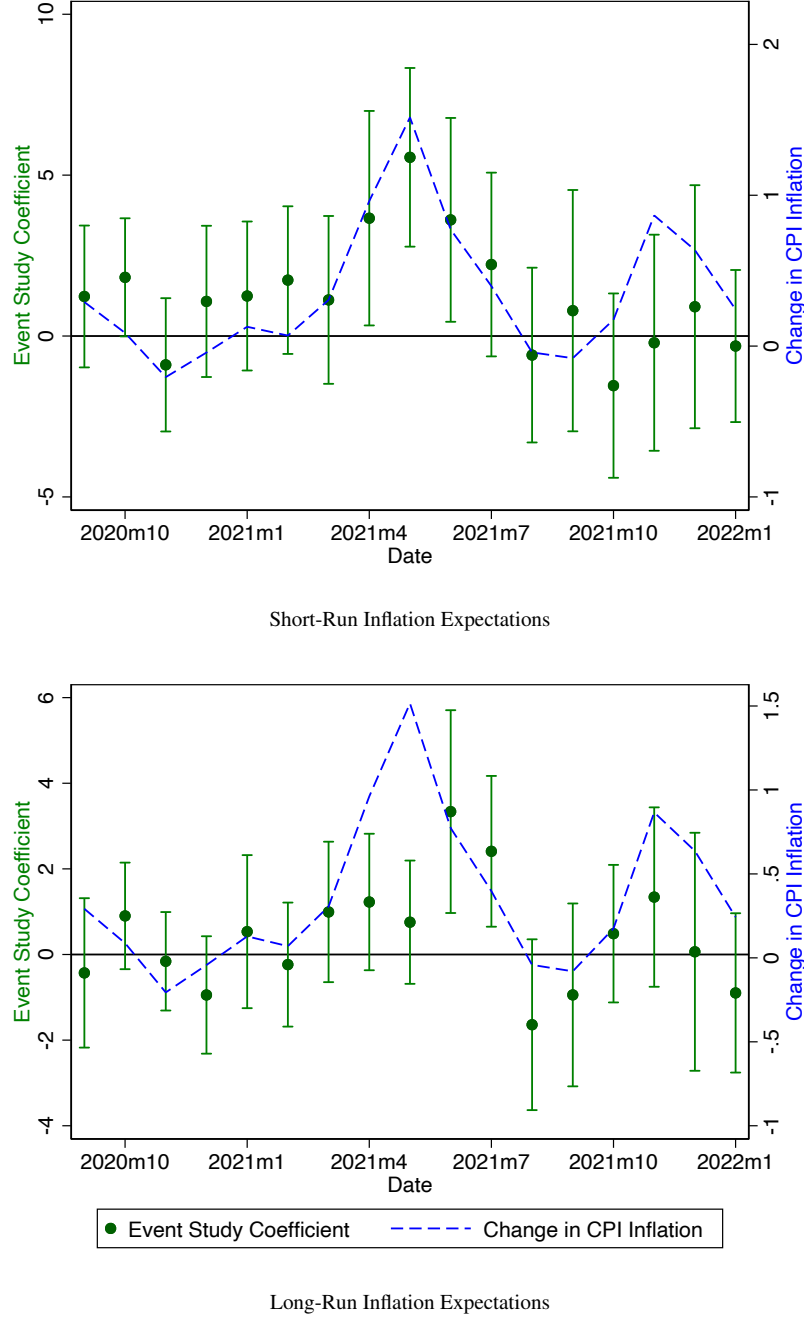 10
5
0
-5
Event Study Coefficient
2
1
0
-1
Change in CPI Inflation
2020m10 2021m1 2021m4 2021m7 2021m10 2022m1
Date
Short-Run Inflation Expectations
6
4
2
0
-2
-4
Event Study Coefficient
1.5
1
.5
0
-.5
-1
Change in CPI Inflation
2020m10 2021m1 2021m4 2021m7 2021m10 2022m1
Date
Event Study Coefficient Change in CPI Inflation
Long-Run Inflation Expectations